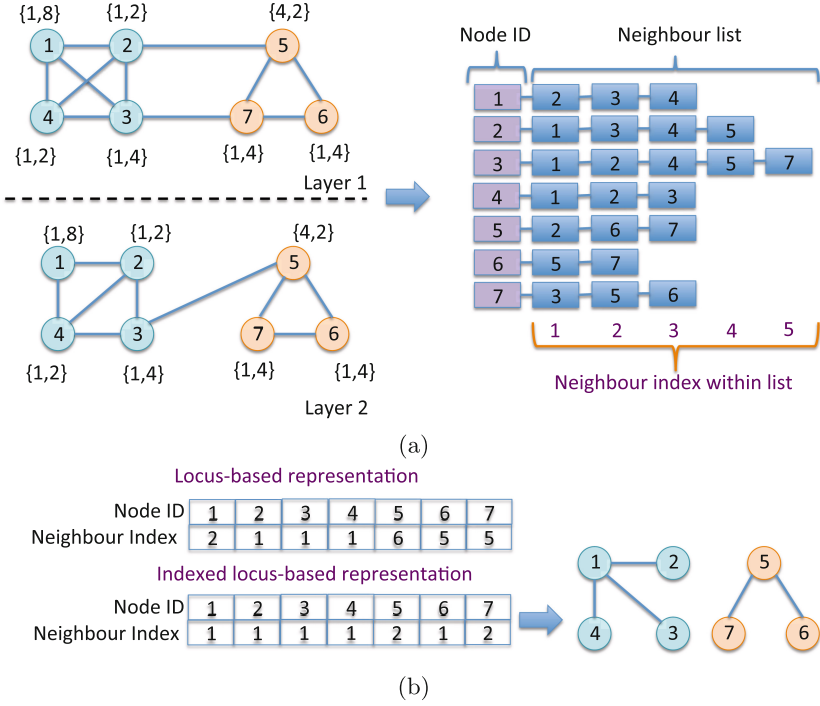 {1,8} {1,2} {4,2}
1 2 5
4 3 7 6
{1,2} {1,4} {1,4} {1,4}
Layer 1
{1,8} {1,2} {4,2}
1 2 5
4 3 7 6
{1,2} {1,4} {1,4} {1,4}
Layer 2
Node ID Neighbour list
1 2 3 4
2 1 3 4 5
3 1 2 4 5 7
4 1 2 3
5 2 6 7
6 5 7
7 3 5 6
1 2 3 4 5
Neighbour index within list
(a)
Locus-based representation
Node ID 1 2 3 4 5 6 7
Neighbour Index 2 1 1 1 6 5 5
Indexed locus-based representation
Node ID 1 2 3 4 5 6 7
Neighbour Index 1 1 1 1 2 1 2
1 2 5
4 3 7 6
(b)